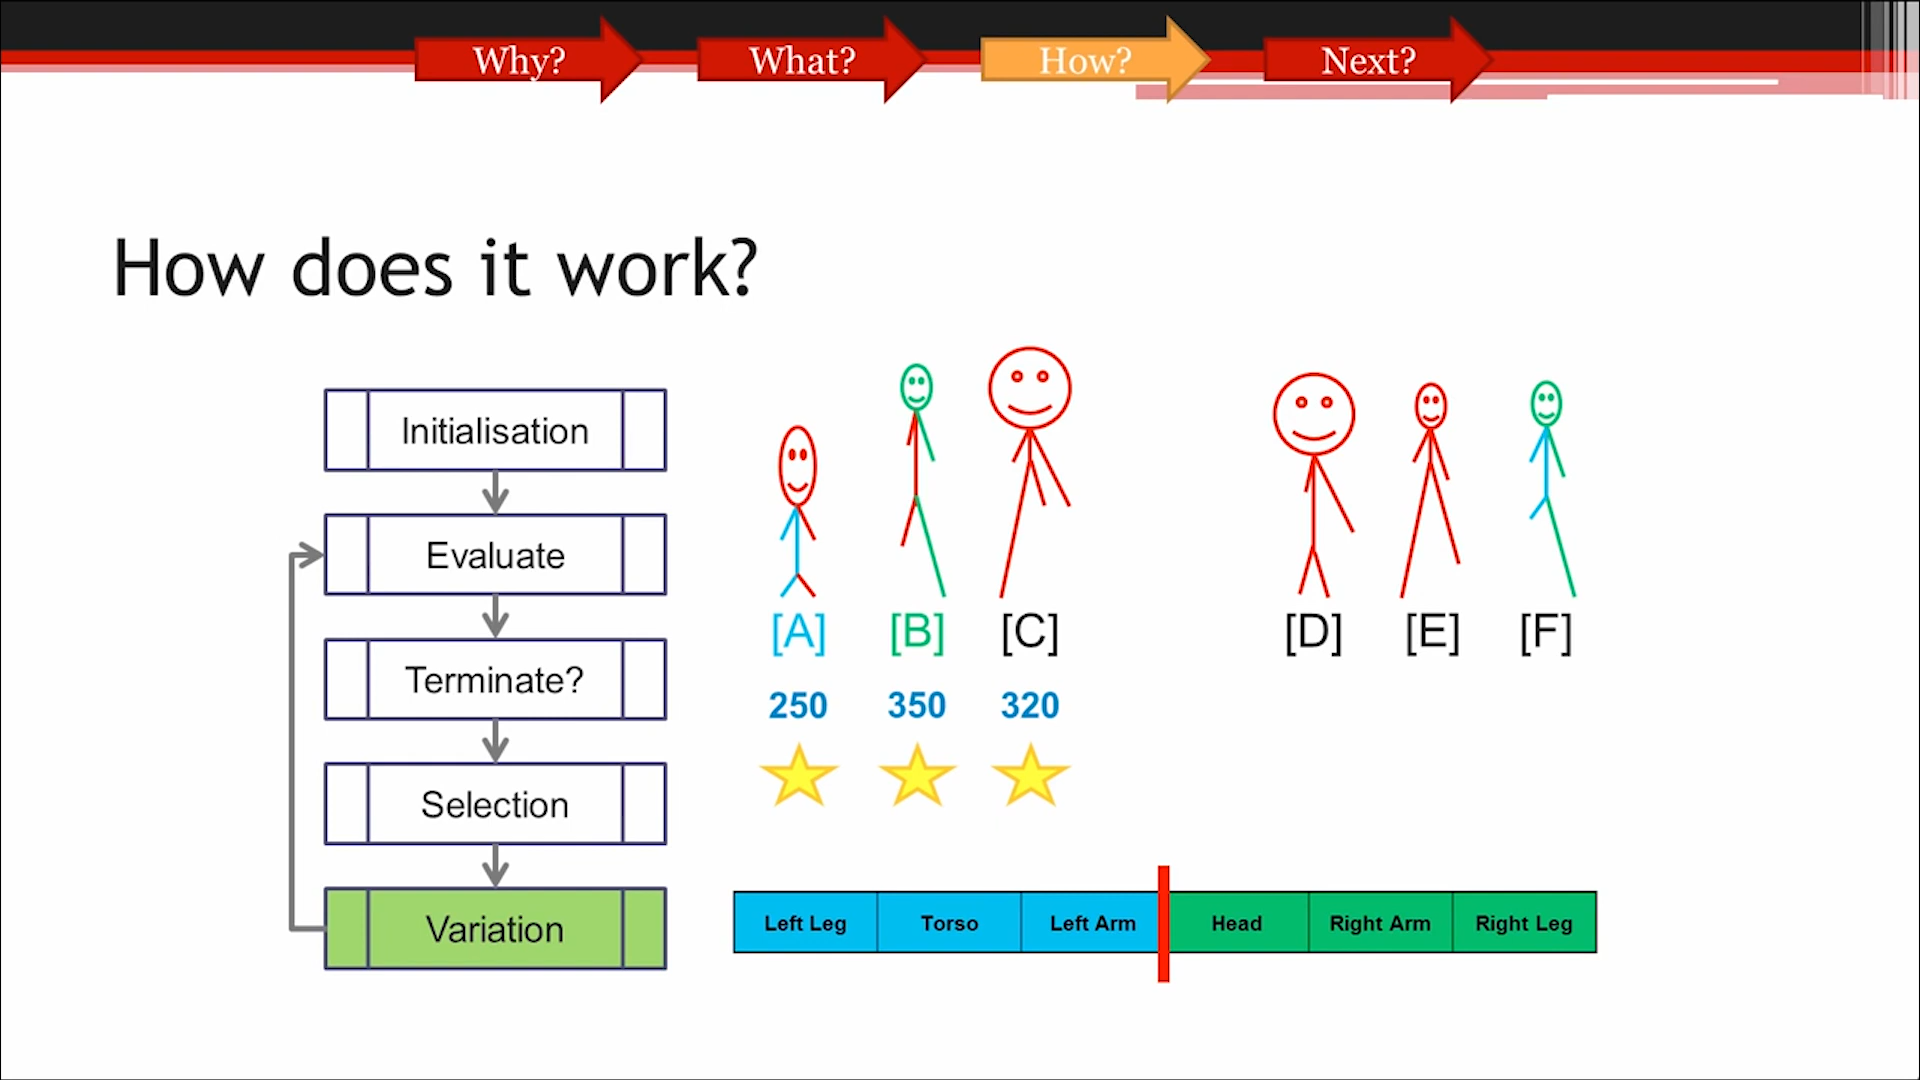 Why?
What?
How?
Next?
How does it work?
Initialisation
Evaluate
Terminate?
Selection
Variation
[A] [B] [C] [D] [E] [F]
250 350 320
Left Leg Torso Left Arm Head Right Arm Right Leg